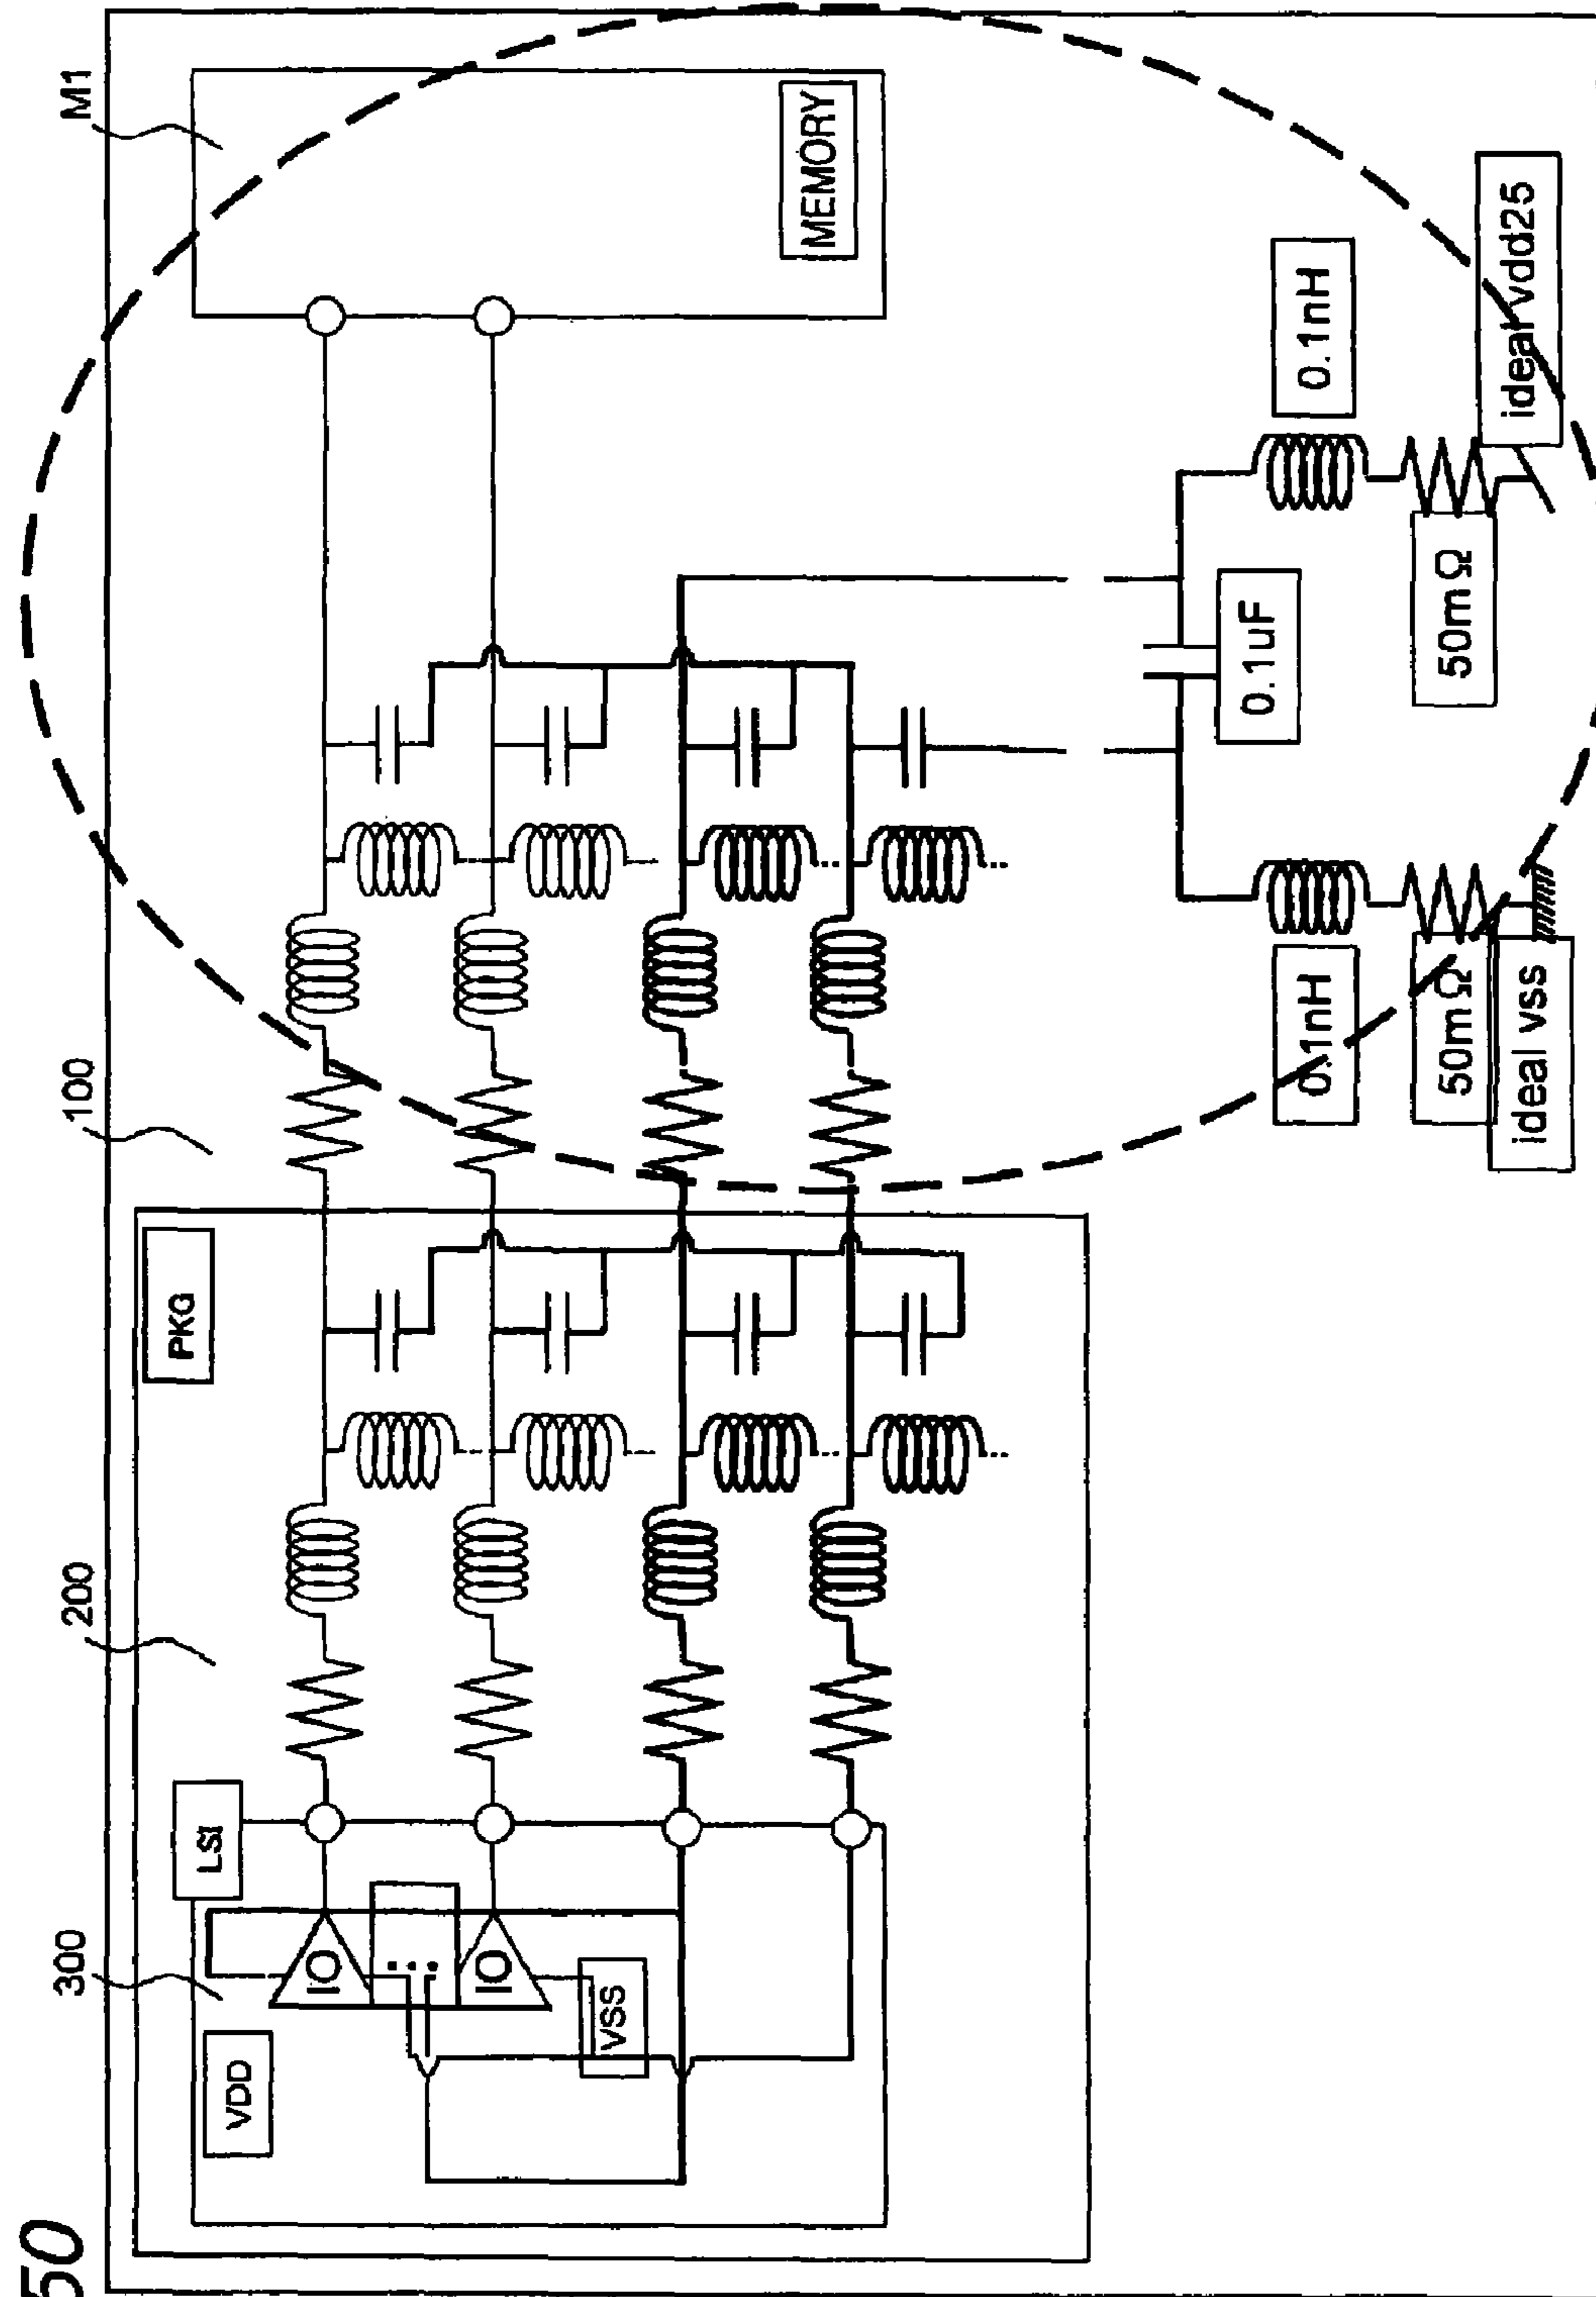 50
300
200
100
M1
VDD
LSI
PKG
IO
IO
VSS
MEMORY
0.1uF
0.1nH
0.1nH
50mΩ
50mΩ
ideal vss
ideal vdd25